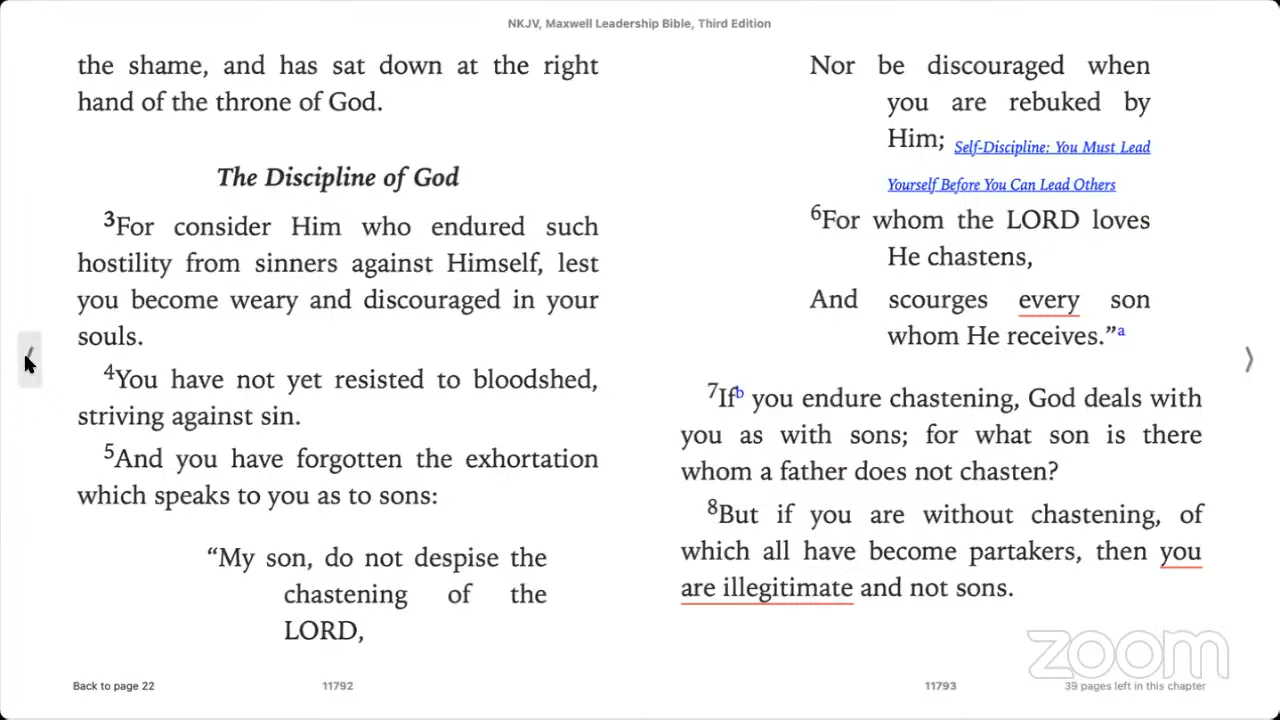 NKJV, Maxwell Leadership Bible, Third Edition
the shame, and has sat down at the right
hand of the throne of God.
The Discipline of God
3For consider Him who endured such
hostility from sinners against Himself, lest
you become weary and discouraged in your
souls.
4You have not yet resisted to bloodshed,
striving against sin.
5And you have forgotten the exhortation
which speaks to you as to sons:
“My son, do not despise the
chastening of the
LORD,
Nor be discouraged when
you are rebuked by
Him; Self-Discipline: You Must Lead
Yourself Before You Can Lead Others
6For whom the LORD loves
He chastens,
And scourges every son
whom He receives.”a
7Ifb you endure chastening, God deals with
you as with sons; for what son is there
whom a father does not chasten?
8But if you are without chastening, of
which all have become partakers, then you
are illegitimate and not sons.
zoom
Back to page 22
11792
11793
39 pages left in this chapter